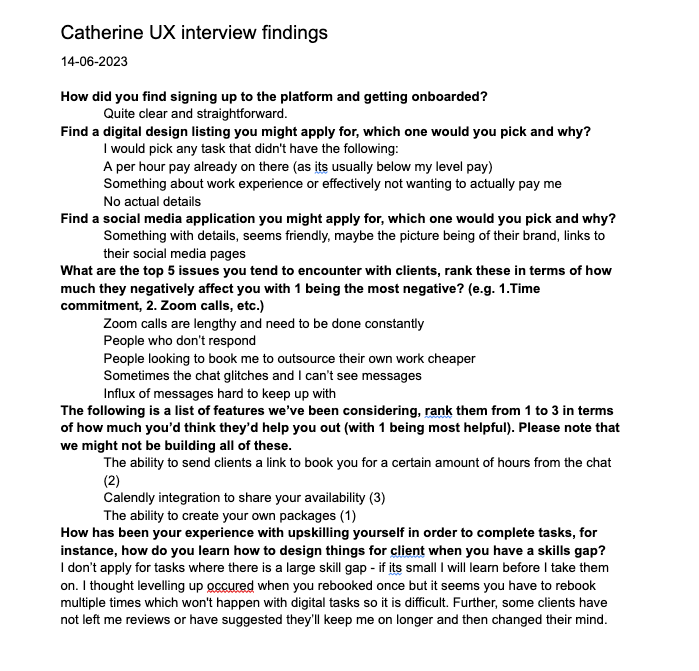 Catherine UX interview findings
14-06-2023
How did you find signing up to the platform and getting onboarded?
Quite clear and straightforward.
Find a digital design listing you might apply for, which one would you pick and why?
I would pick any task that didn't have the following:
A per hour pay already on there (as its usually below my level pay)
Something about work experience or effectively not wanting to actually pay me
No actual details
Find a social media application you might apply for, which one would you pick and why?
Something with details, seems friendly, maybe the picture being of their brand, links to
their social media pages
What are the top 5 issues you tend to encounter with clients, rank these in terms of how
much they negatively affect you with 1 being the most negative? (e.g. 1.Time
commitment, 2. Zoom calls, etc.)
Zoom calls are lengthy and need to be done constantly
People who don’t respond
People looking to book me to outsource their own work cheaper
Sometimes the chat glitches and I can’t see messages
Influx of messages hard to keep up with
The following is a list of features we’ve been considering, rank them from 1 to 3 in terms
of how much you’d think they’d help you out (with 1 being most helpful). Please note that
we might not be building all of these.
The ability to send clients a link to book you for a certain amount of hours from the chat
(2)
Calendly integration to share your availability (3)
The ability to create your own packages (1)
How has been your experience with upskilling yourself in order to complete tasks, for
instance, how do you learn how to design things for client when you have a skills gap?
I don’t apply for tasks where there is a large skill gap - if its small I will learn before I take them
on. I thought levelling up occured when you rebooked once but it seems you have to rebook
multiple times which won't happen with digital tasks so it is difficult. Further, some clients have
not left me reviews or have suggested they’ll keep me on longer and then changed their mind.